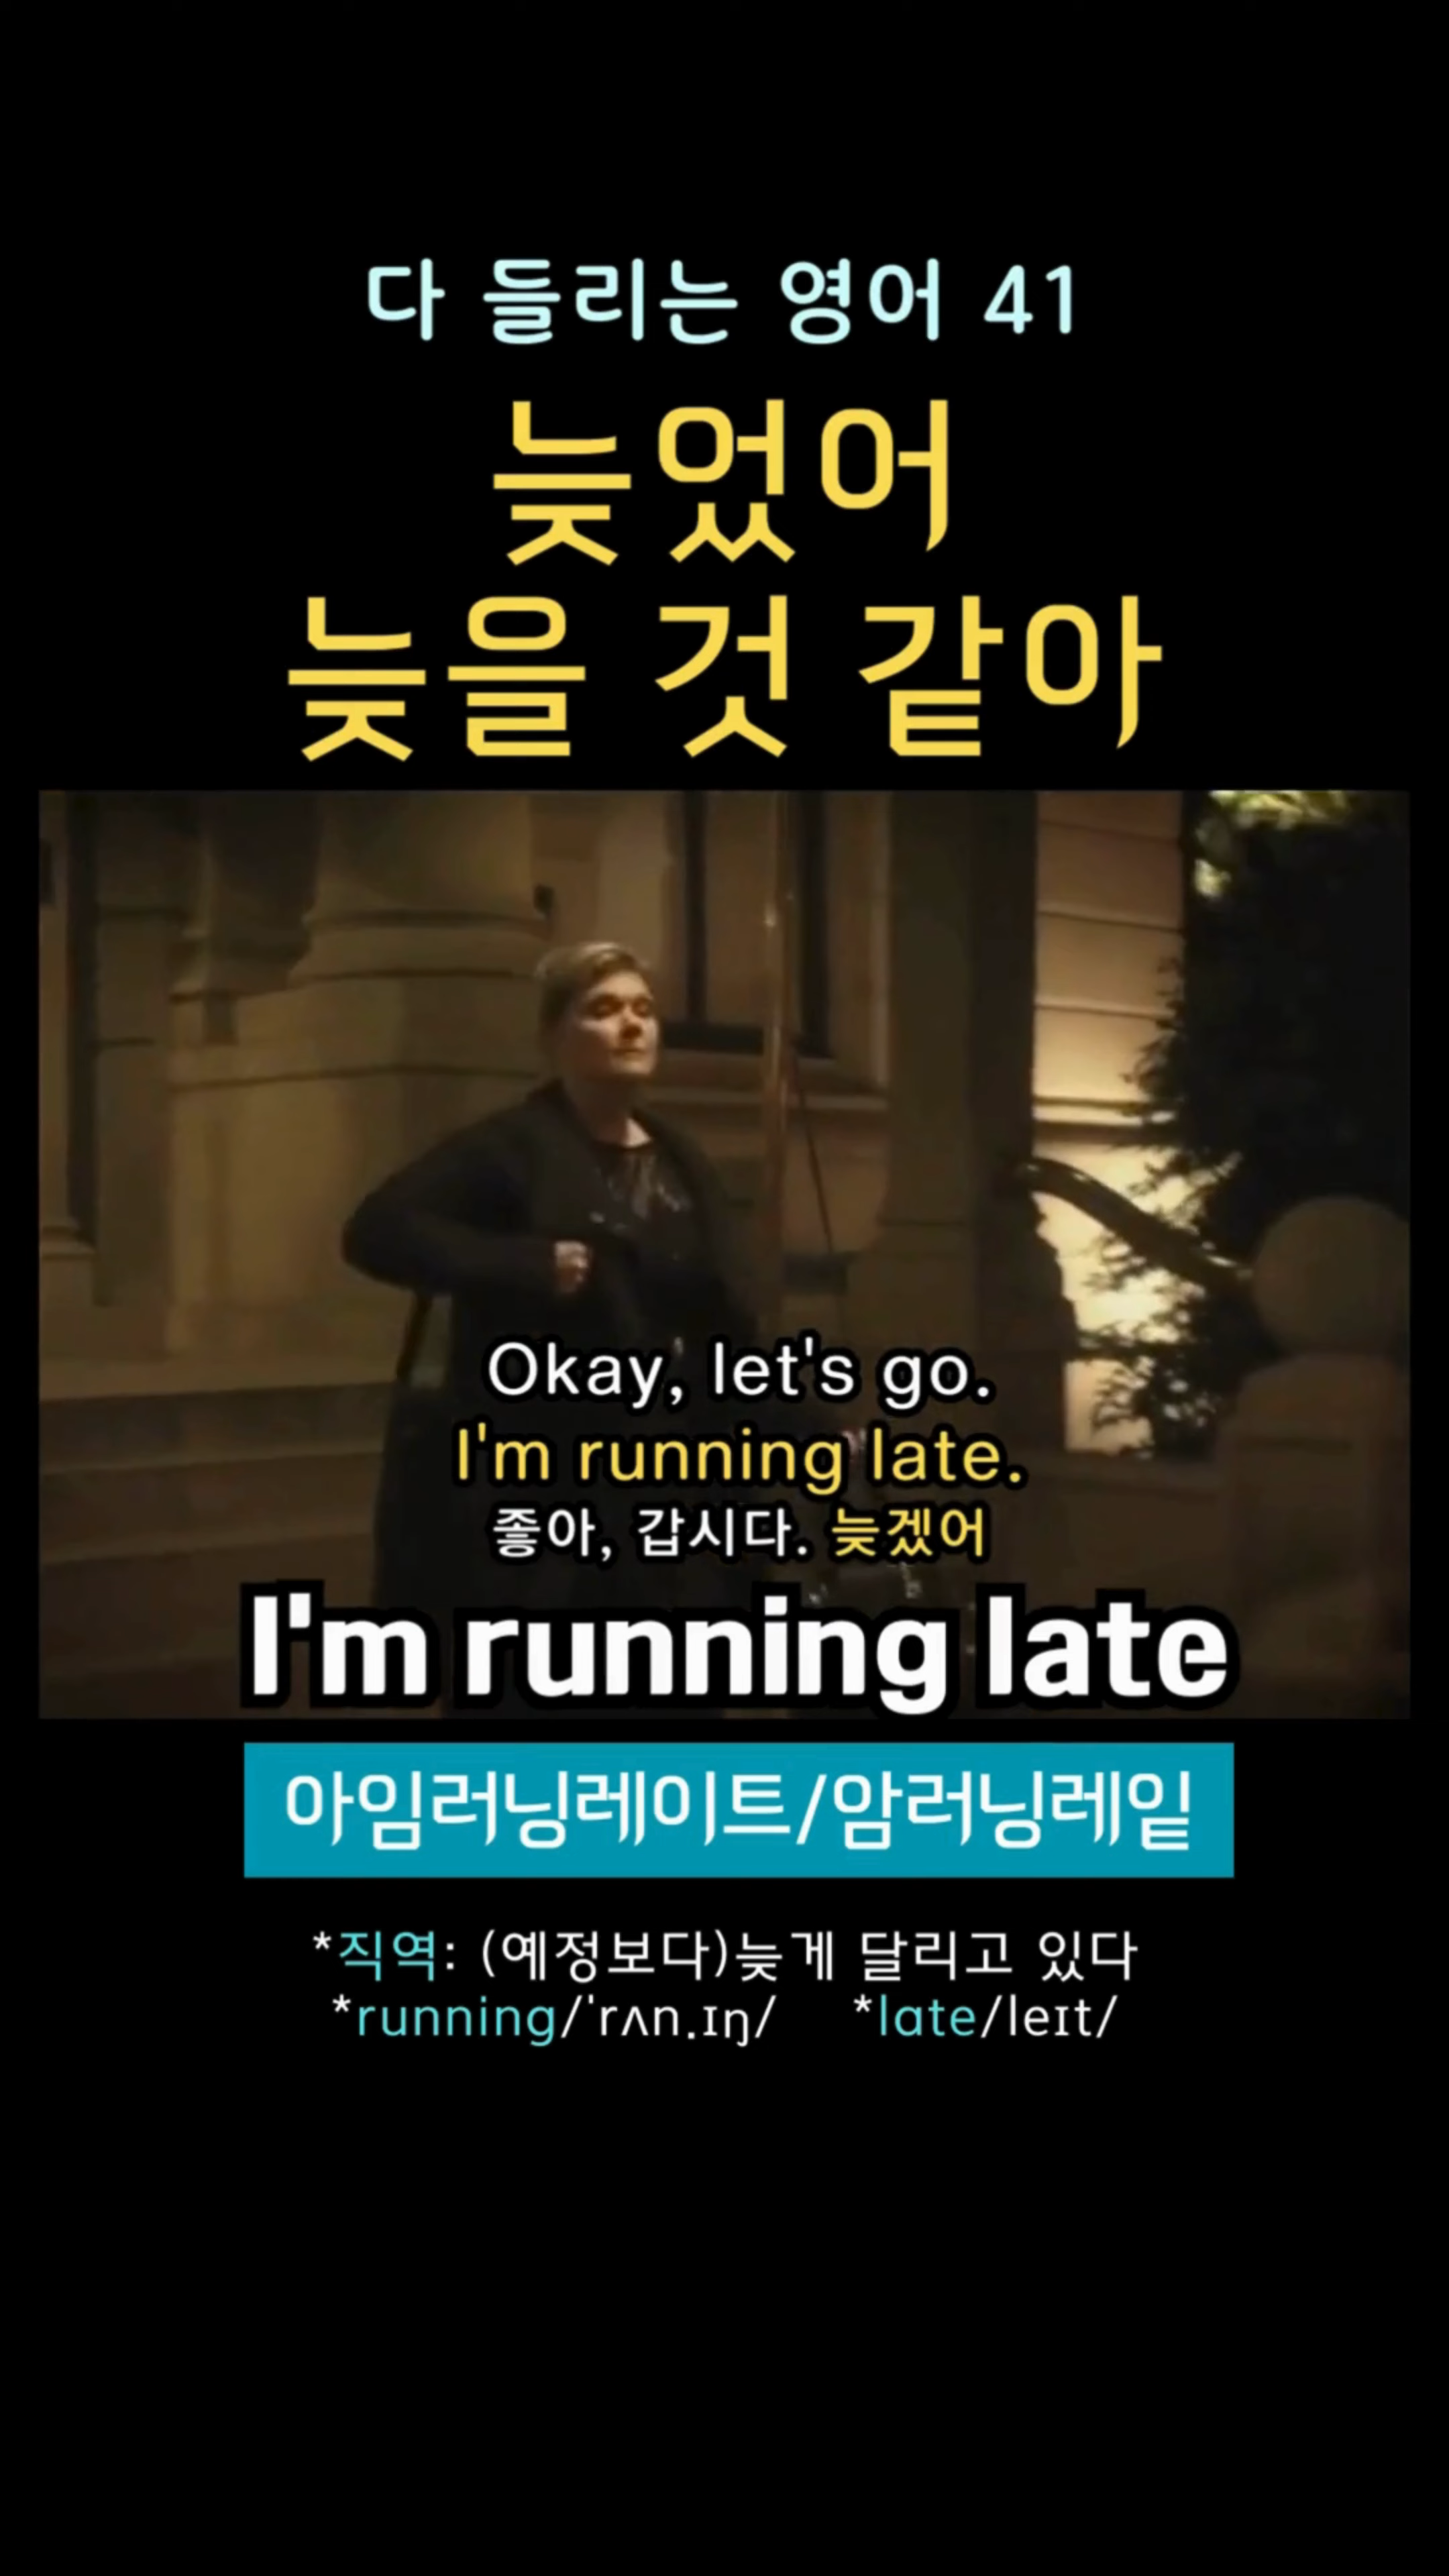 다 들리는 영어 41
늦었어
늦을 것 같아
Okay, let's go.
I'm running late.
좋아, 갑시다. 늦겠어
I'm running late
아임러닝레이트/암러닝레잍
*직역: (예정보다)늦게 달리고 있다
*running/ˈrʌn.ɪŋ/ *late/leɪt/